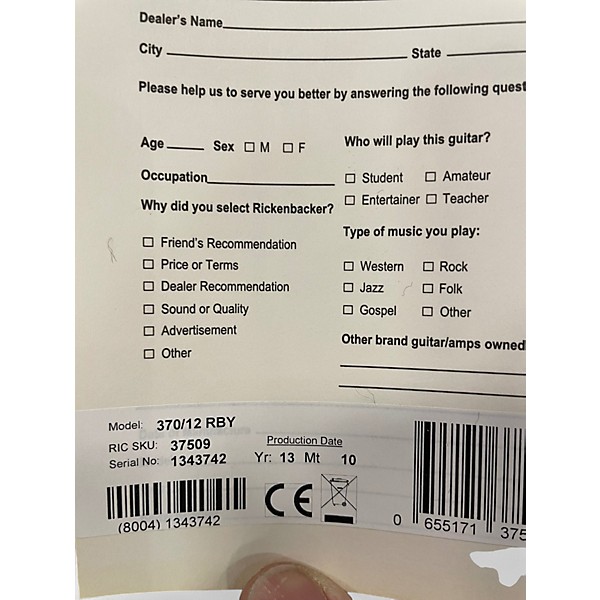 Dealer's Name
City State
Please help us to serve you better by answering the following quest
Age Sex ☐ M ☐ F
Occupation
Why did you select Rickenbacker?
☐ Friend's Recommendation
☐ Price or Terms
☐ Dealer Recommendation
☐ Sound or Quality
☐ Advertisement
☐ Other
Who will play this guitar?
☐ Student ☐ Amateur
☐ Entertainer ☐ Teacher
Type of music you play:
☐ Western ☐ Rock
☐ Jazz ☐ Folk
☐ Gospel ☐ Other
Other brand guitar/amps owned
Model: 370/12 RBY
RIC SKU: 37509
Serial No: 1343742
Production Date
Yr: 13 Mt 10
(8004) 1343742
CE
0 655171 375